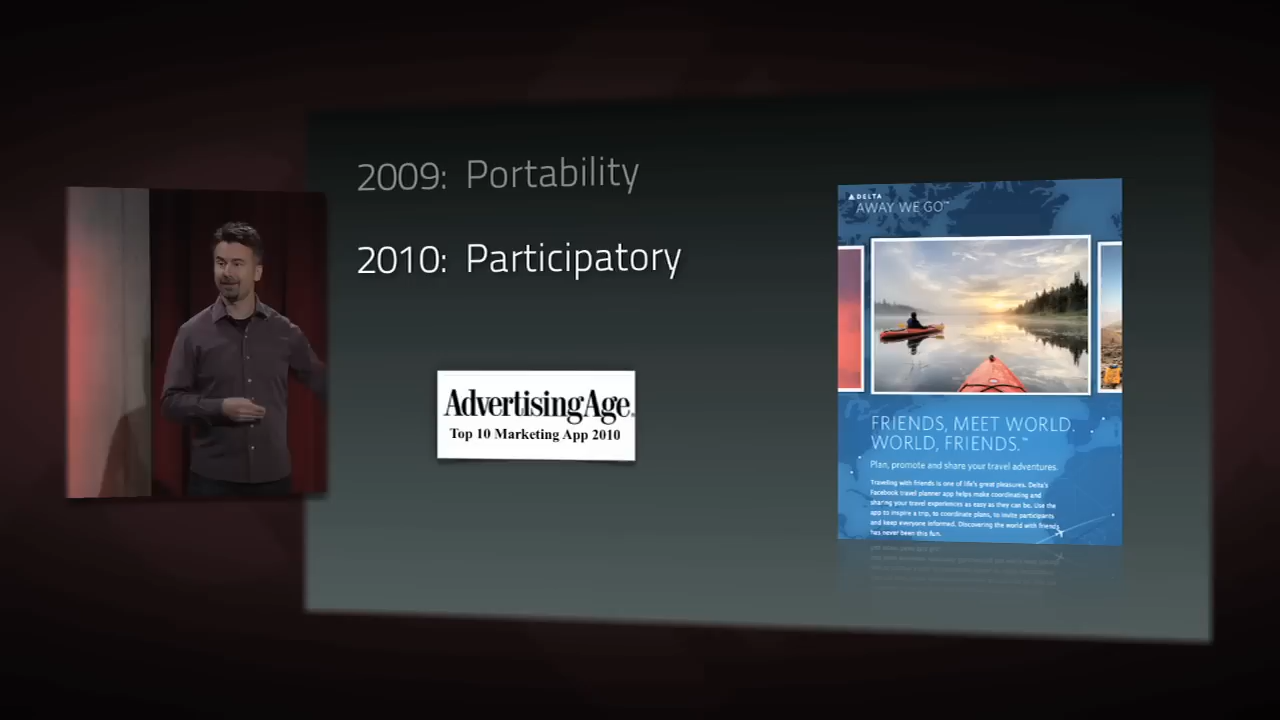 2009: Portability
2010: Participatory
AdvertisingAge
Top 10 Marketing App 2010
DELTA
AWAY WE GO™
FRIENDS, MEET WORLD.
WORLD, FRIENDS.™
Plan, promote and share your travel adventures.
Traveling with friends is one of life's great pleasures. Delta's
Facebook travel planner app helps make coordinating and
sharing your travel experiences as easy as they can be. Use the
app to inspire a trip, to coordinate plans, to invite participants
and keep everyone informed. Discovering the world with friends
has never been this fun.